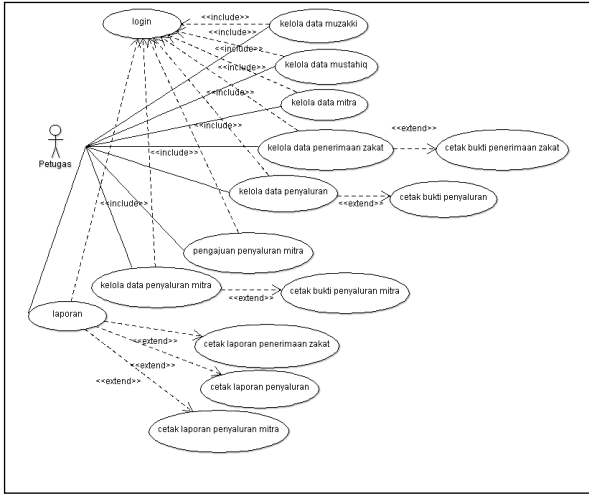 login
<<include>>
kelola data muzakki
<<include>>
kelola data mustahiq
<<include>>
<<include>>
kelola data mitra
<<include>>
<<include>>
<<extend>>
Petugas
kelola data penerimaan zakat
cetak bukti penerimaan zakat
<<include>>
kelola data penyaluran
cetak bukti penyaluran
<<extend>>
<<include>>
pengajuan penyaluran mitra
kelola data penyaluran mitra
cetak bukti penyaluran mitra
<<extend>>
laporan
cetak laporan penerimaan zakat
<<extend>>
<<extend>>
<<extend>>
cetak laporan penyaluran
cetak laporan penyaluran mitra